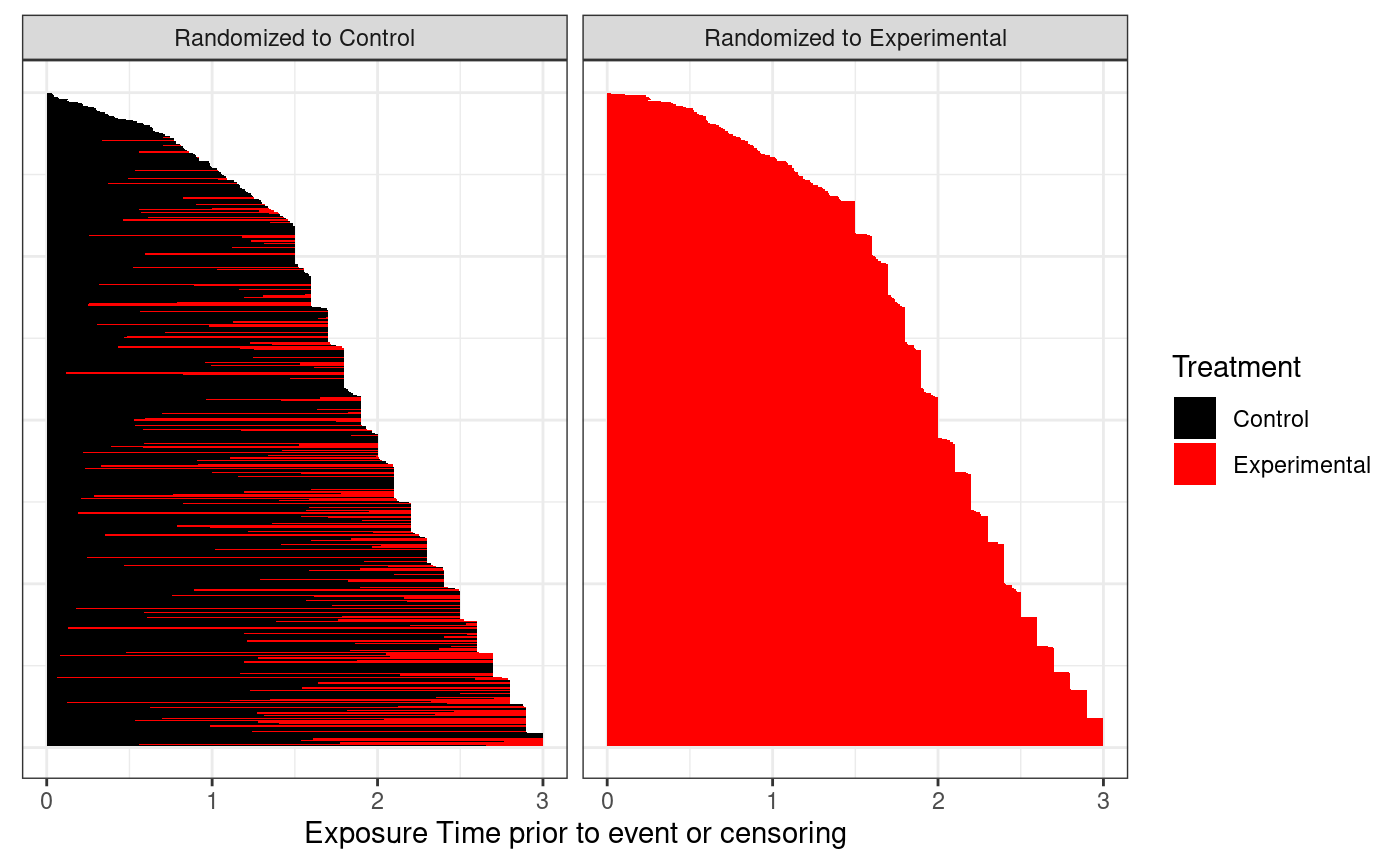 Randomized to Control
Randomized to Experimental
Treatment
Control
Experimental
0 1 2 3
0 1 2 3
Exposure Time prior to event or censoring